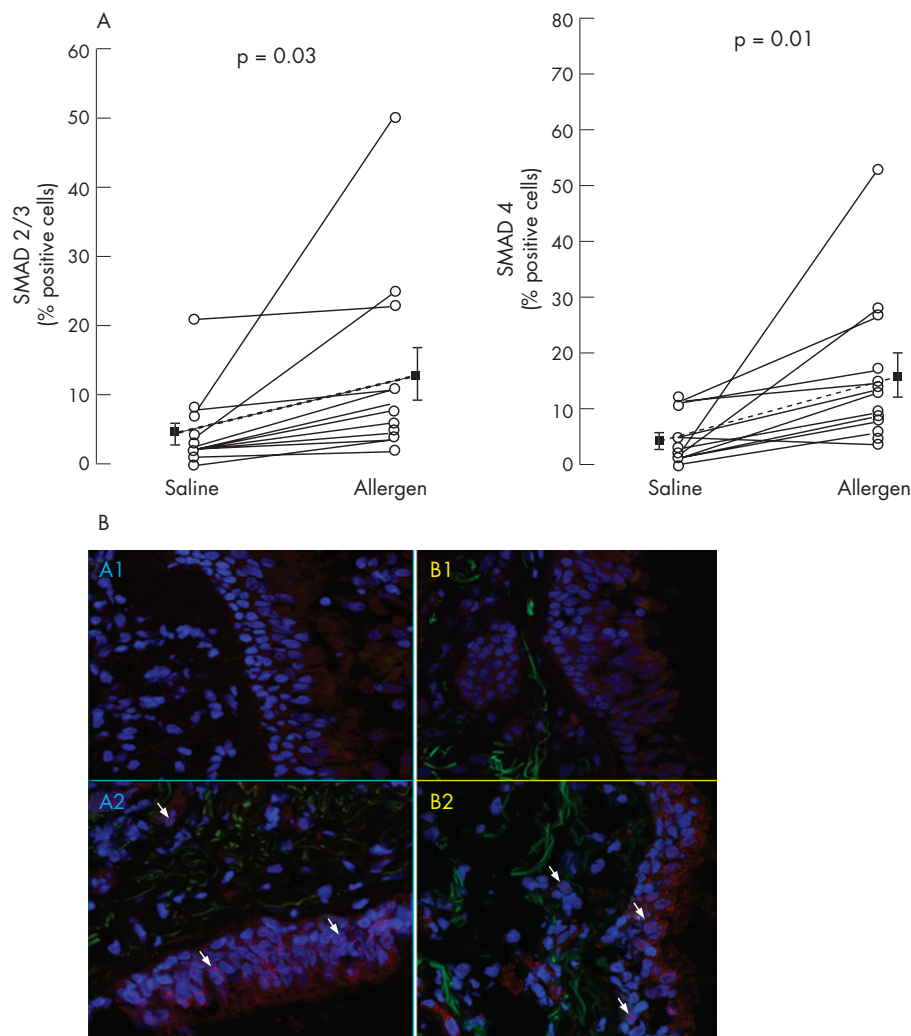 A
p = 0.03
SMAD 2/3
(% positive cells)
60
50
40
30
20
10
0
Saline
Allergen
p = 0.01
SMAD 4
(% positive cells)
80
70
60
50
40
30
20
10
0
Saline
Allergen
B
A1
B1
A2
B2